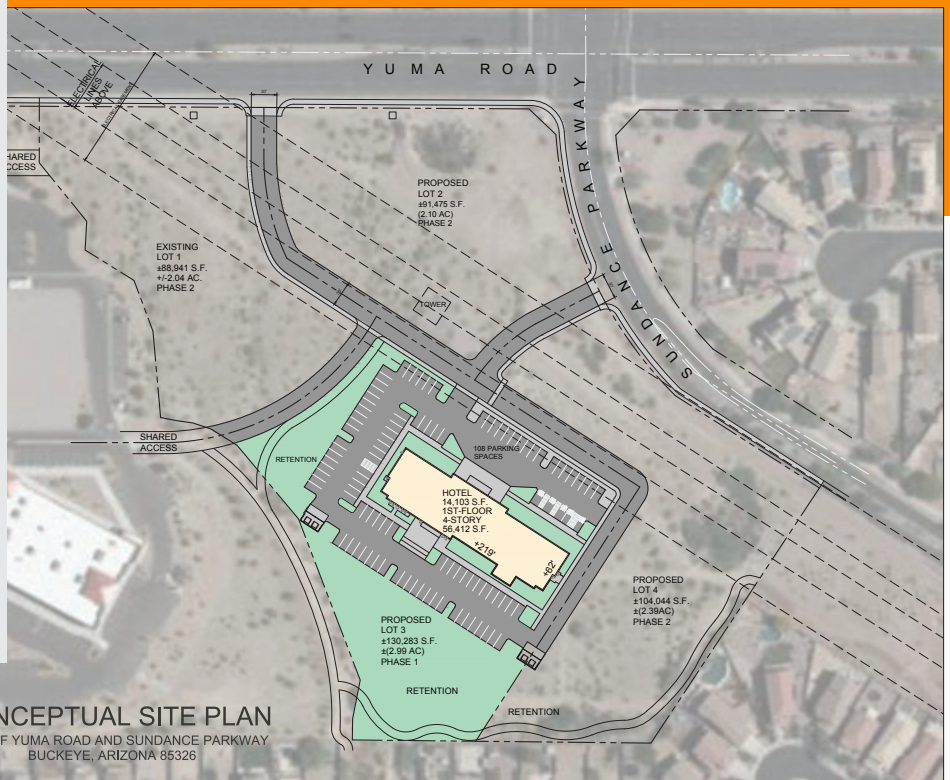 YUMA ROAD
ELECTRICAL
LINES
ABOVE
SUNDANCE PARKWAY
HARED
CCESS
PROPOSED
LOT 2
±91,475 S.F.
(2.10 AC)
PHASE 2
EXISTING
LOT 1
±88,941 S.F.
+/-2.04 AC.
PHASE 2
TOWER
SHARED
ACCESS
RETENTION
108 PARKING
SPACES
HOTEL
14,103 S.F.
1ST-FLOOR
4-STORY
56,412 S.F.
±219'
±62'
PROPOSED
LOT 4
±104,044 S.F.
±(2.39AC)
PHASE 2
PROPOSED
LOT 3
±130,283 S.F.
±(2.99 AC)
PHASE 1
RETENTION
RETENTION
NCEPTUAL SITE PLAN
F YUMA ROAD AND SUNDANCE PARKWAY
BUCKEYE, ARIZONA 85326